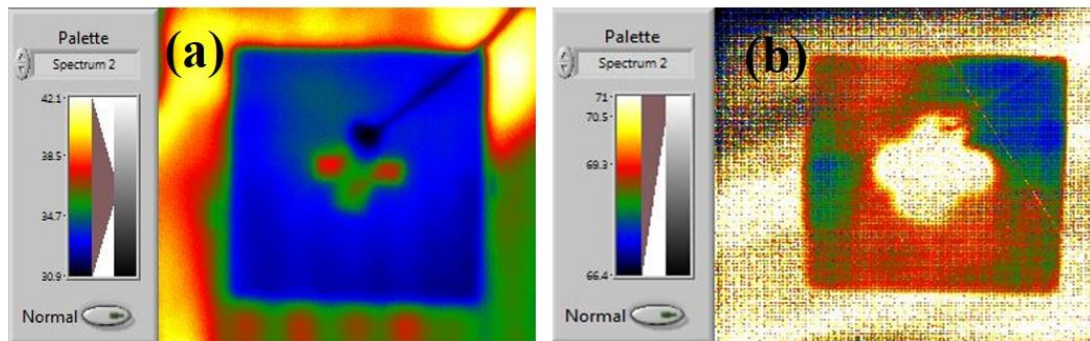 Palette
(a)
Spectrum 2
42.1
38.5
34.7
30.9
Normal
Palette
(b)
Spectrum 2
71
70.5
69.3
66.4
Normal